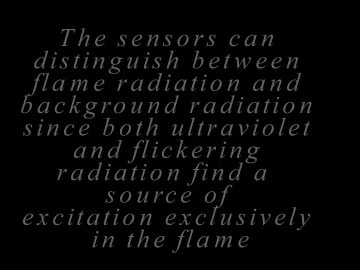 The sensors can
distinguish between
flame radiation and
background radiation
since both ultraviolet
and flickering
radiation find a
source of
excitation exclusively
in the flame